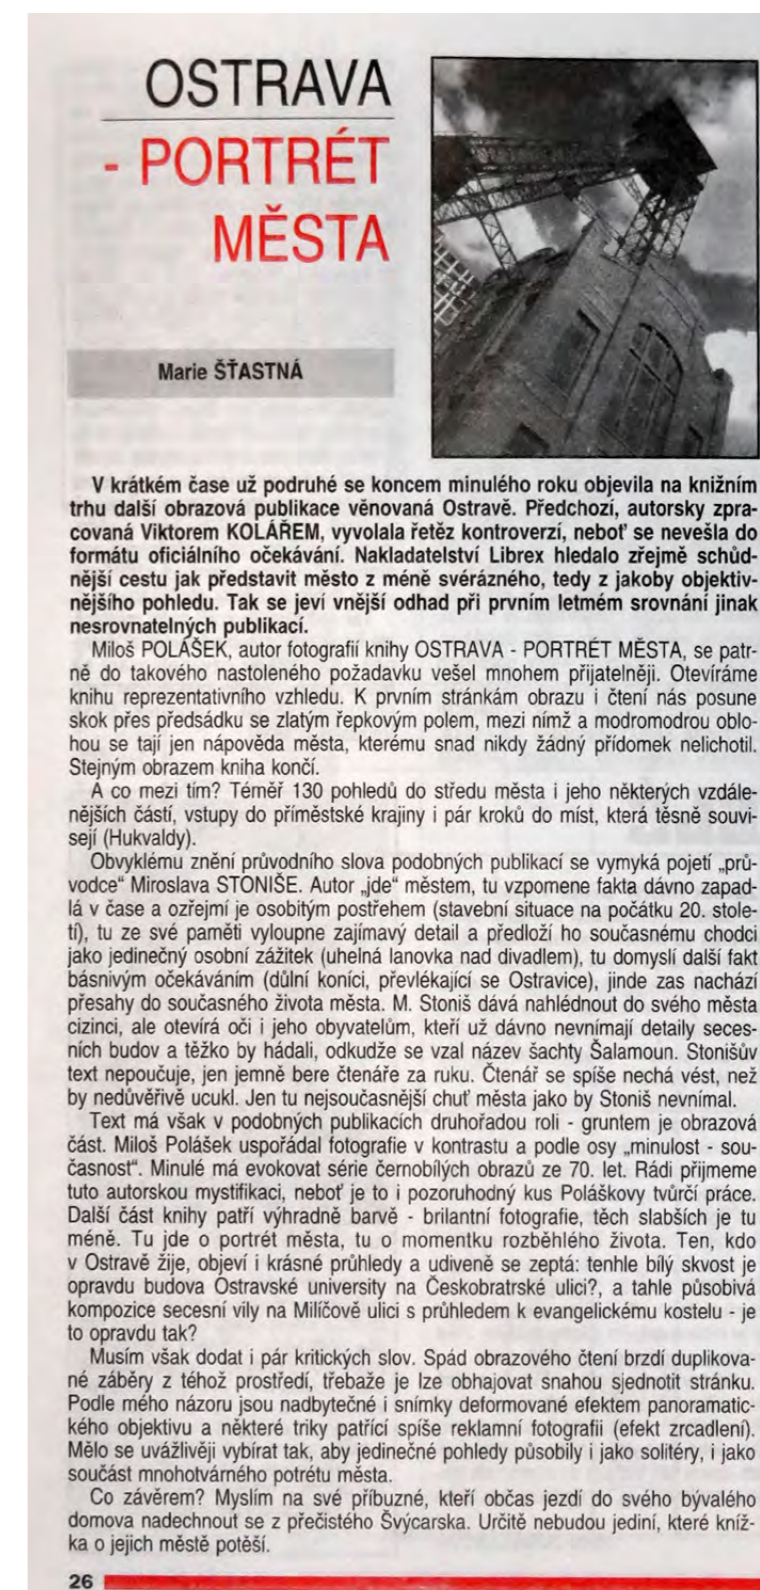 OSTRAVA
- PORTRÉT
MĚSTA
Marie ŠŤASTNÁ
V krátkém čase už podruhé se koncem minulého roku objevila na knižním
trhu další obrazová publikace věnovaná Ostravě. Předchozí, autorsky zpra-
covaná Viktorem KOLÁŘEM, vyvolala řetěz kontroverzí, neboť se nevešla do
formátu oficiálního očekávání. Nakladatelství Librex hledalo zřejmě schůd-
nější cestu jak představit město z méně svérázného, tedy z jakoby objektiv-
nějšího pohledu. Tak se jeví vnější odhad při prvním letmém srovnání jinak
nesrovnatelných publikací.
Miloš POLÁŠEK, autor fotografií knihy OSTRAVA - PORTRÉT MĚSTA, se patr-
ně do takového nastoleného požadavku vešel mnohem přijatelněji. Otevíráme
knihu reprezentativního vzhledu. K prvním stránkám obrazu i čtení nás posune
skok přes předsádku se zlatým řepkovým polem, mezi nímž a modromodrou oblo-
hou se tají jen nápověda města, kterému snad nikdy žádný přídomek nelichotil.
Stejným obrazem kniha končí.
A co mezi tím? Téměř 130 pohledů do středu města i jeho některých vzdále-
nějších částí, vstupy do příměstské krajiny i pár kroků do míst, která těsně souvi-
sejí (Hukvaldy).
Obvyklému znění průvodního slova podobných publikací se vymyká pojetí „prů-
vodce“ Miroslava STONIŠE. Autor „jde“ městem, tu vzpomene fakta dávno zapad-
lá v čase a ozřejmí je osobitým postřehem (stavební situace na počátku 20. stole-
tí), tu ze své paměti vyloupne zajímavý detail a předloží ho současnému chodci
jako jedinečný osobní zážitek (uhelná lanovka nad divadlem), tu domyslí další fakt
básnivým očekáváním (důlní koníci, převlékající se Ostravice), jinde zas nachází
přesahy do současného života města. M. Stoniš dává nahlédnout do svého města
cizinci, ale otevírá oči i jeho obyvatelům, kteří už dávno nevnímají detaily seces-
ních budov a těžko by hádali, odkudže se vzal název šachty Šalamoun. Stonišův
text nepoučuje, jen jemně bere čtenáře za ruku. Čtenář se spíše nechá vést, než
by nedůvěřivě ucukl. Jen tu nejsoučasnější chuť města jako by Stoniš nevnímal.
Text má však v podobných publikacích druhořadou roli - gruntem je obrazová
část. Miloš Polášek uspořádal fotografie v kontrastu a podle osy „minulost - sou-
časnost“. Minulé má evokovat série černobílých obrazů ze 70. let. Rádi přijmeme
tuto autorskou mystifikaci, neboť je to i pozoruhodný kus Poláškovy tvůrčí práce.
Další část knihy patří výhradně barvě - brilantní fotografie, těch slabších je tu
méně. Tu jde o portrét města, tu o momentku rozběhlého života. Ten, kdo
v Ostravě žije, objeví i krásné průhledy a udiveně se zeptá: tenhle bílý skvost je
opravdu budova Ostravské university na Českobratrské ulici?, a tahle působivá
kompozice secesní vily na Milíčově ulici s průhledem k evangelickému kostelu - je
to opravdu tak?
Musím však dodat i pár kritických slov. Spád obrazového čtení brzdí duplikova-
né záběry z téhož prostředí, třebaže je lze obhajovat snahou sjednotit stránku.
Podle mého názoru jsou nadbytečné i snímky deformované efektem panoramatic-
kého objektivu a některé triky patřící spíše reklamní fotografii (efekt zrcadlení).
Mělo se uvážlivěji vybírat tak, aby jedinečné pohledy působily i jako solitéry, i jako
součást mnohotvárného potrétu města.
Co závěrem? Myslím na své příbuzné, kteří občas jezdí do svého bývalého
domova nadechnout se z přečistého Švýcarska. Určitě nebudou jediní, které kníž-
ka o jejich městě potěší.
26